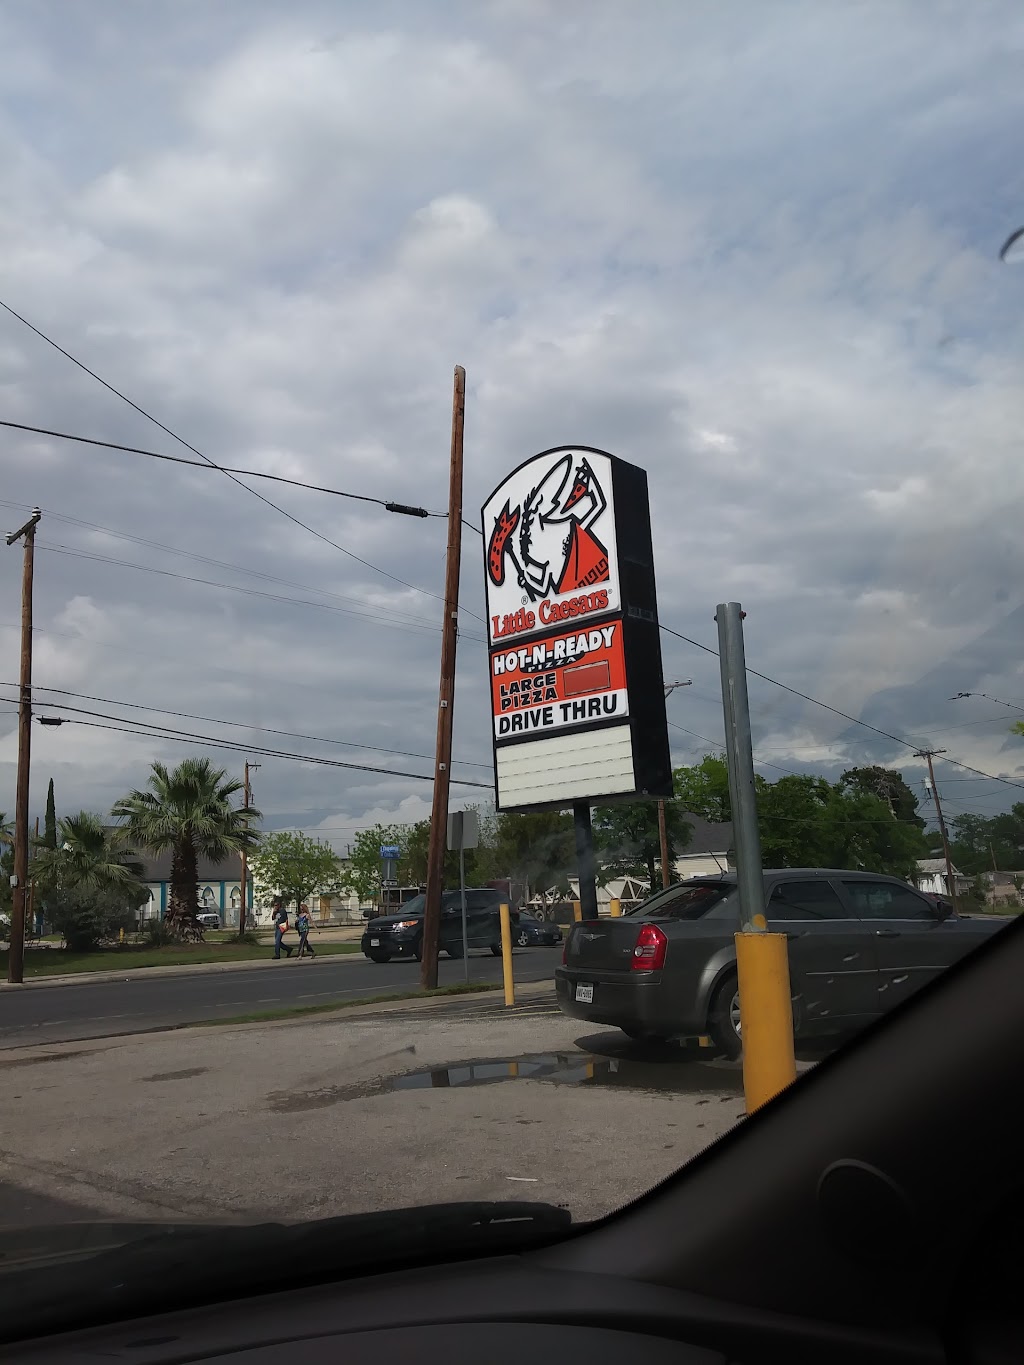 Little Caesars®
HOT-N-READY
PIZZA
LARGE
PIZZA
DRIVE THRU